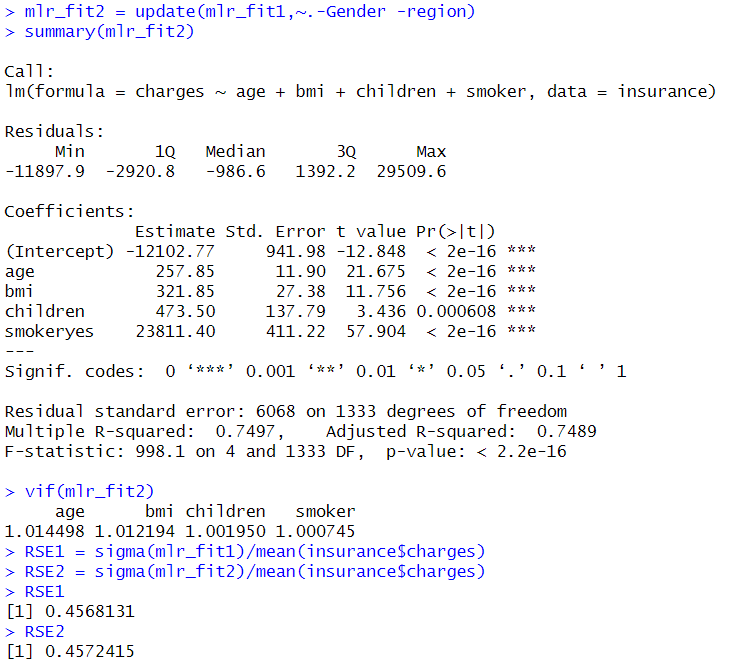 > mlr_fit2 = update(mlr_fit1,~.-Gender -region)
> summary(mlr_fit2)

Call:
lm(formula = charges ~ age + bmi + children + smoker, data = insurance)

Residuals:
     Min       1Q   Median       3Q      Max
-11897.9  -2920.8   -986.6   1392.2  29509.6

Coefficients:
             Estimate Std. Error t value Pr(>|t|)
(Intercept) -12102.77     941.98 -12.848  < 2e-16 ***
age            257.85      11.90  21.675  < 2e-16 ***
bmi            321.85      27.38  11.756  < 2e-16 ***
children       473.50     137.79   3.436 0.000608 ***
smokeryes    23811.40     411.22  57.904  < 2e-16 ***
---
Signif. codes:  0 ‘***’ 0.001 ‘**’ 0.01 ‘*’ 0.05 ‘.’ 0.1 ‘ ’ 1

Residual standard error: 6068 on 1333 degrees of freedom
Multiple R-squared:  0.7497,    Adjusted R-squared:  0.7489
F-statistic: 998.1 on 4 and 1333 DF,  p-value: < 2.2e-16

> vif(mlr_fit2)
     age      bmi children   smoker
1.014498 1.012194 1.001950 1.000745
> RSE1 = sigma(mlr_fit1)/mean(insurance$charges)
> RSE2 = sigma(mlr_fit2)/mean(insurance$charges)
> RSE1
[1] 0.4568131
> RSE2
[1] 0.4572415